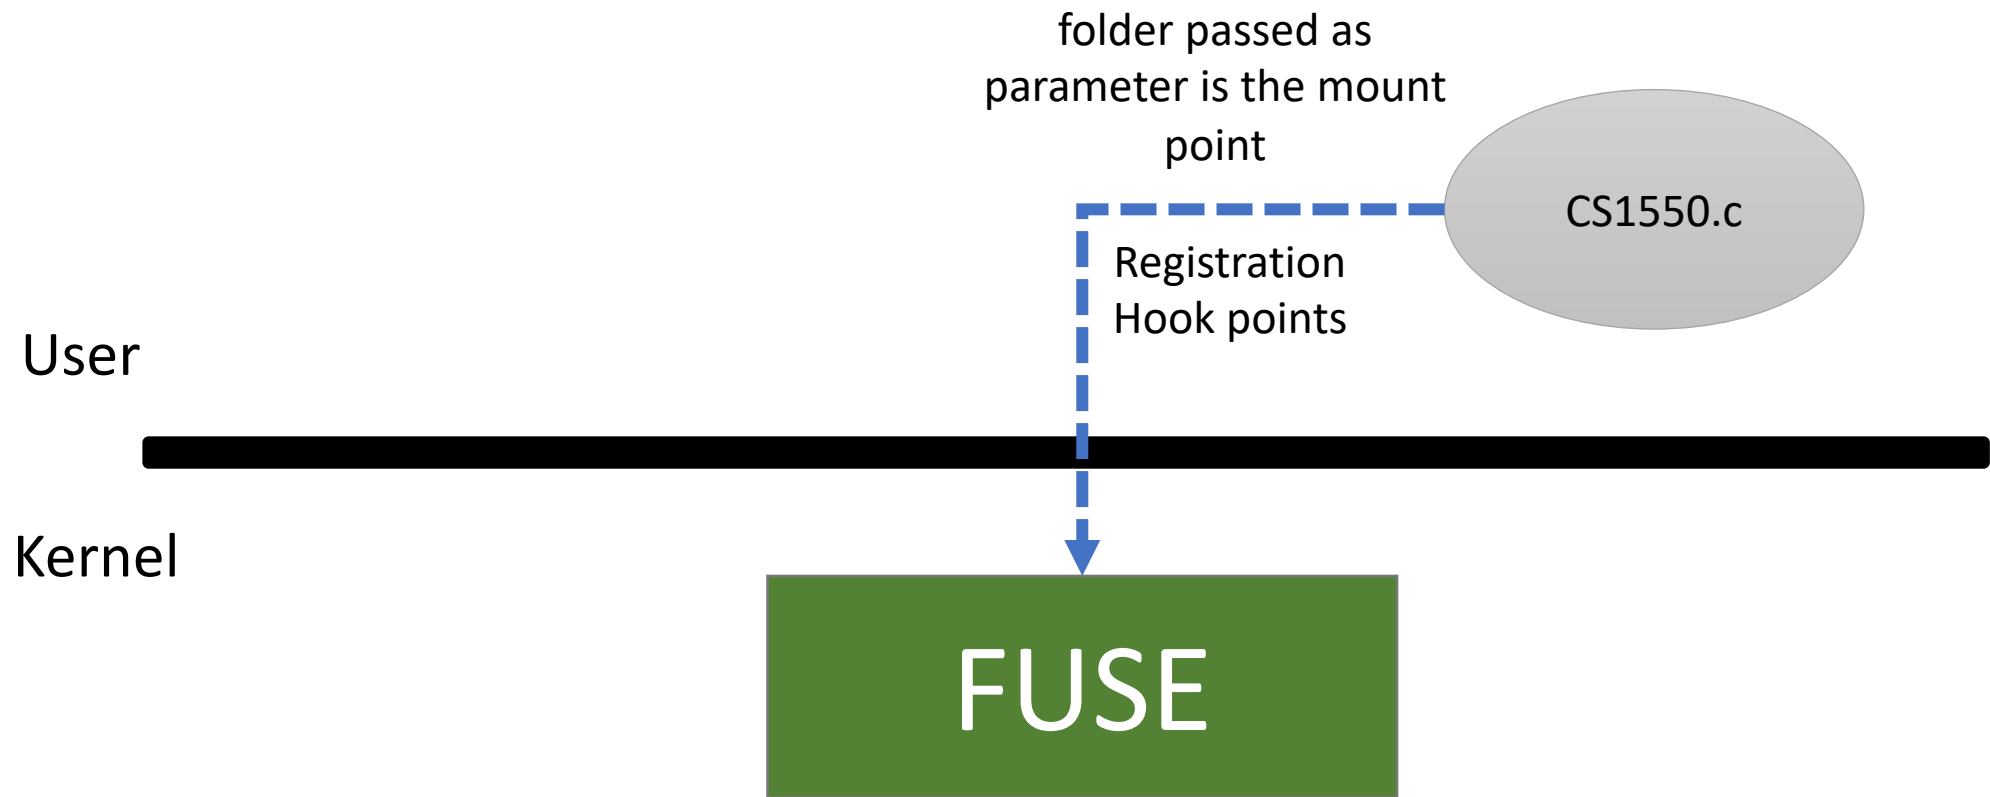 folder passed as
parameter is the mount
point
CS1550.c
Registration
Hook points
User
Kernel
FUSE